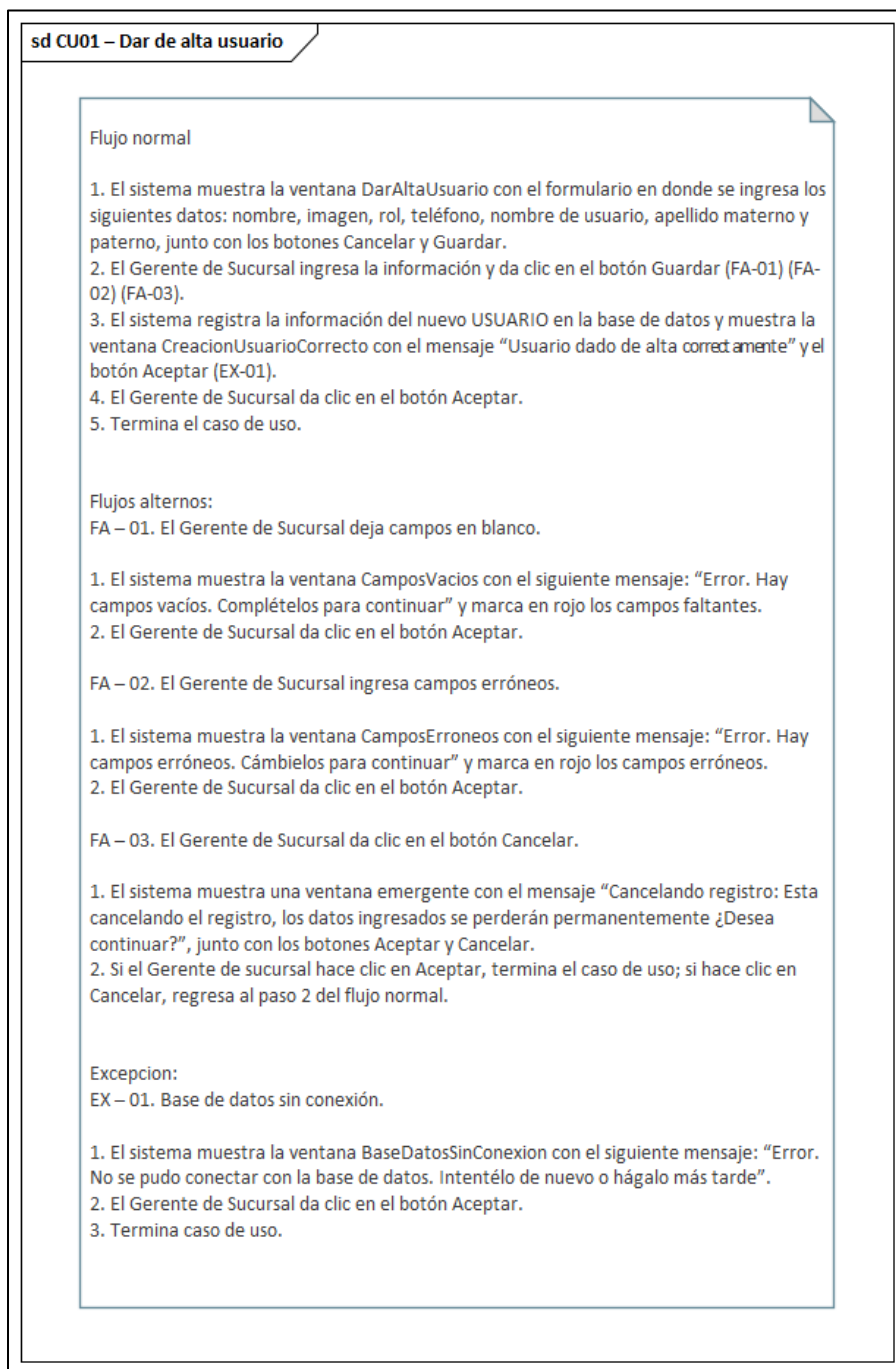 sd CU01 – Dar de alta usuario
Flujo normal
1. El sistema muestra la ventana DarAltaUsuario con el formulario en donde se ingresa los
siguientes datos: nombre, imagen, rol, teléfono, nombre de usuario, apellido materno y
paterno, junto con los botones Cancelar y Guardar.
2. El Gerente de Sucursal ingresa la información y da clic en el botón Guardar (FA-01) (FA-
02) (FA-03).
3. El sistema registra la información del nuevo USUARIO en la base de datos y muestra la
ventana CreacionUsuarioCorrecto con el mensaje “Usuario dado de alta correctamente” y el
botón Aceptar (EX-01).
4. El Gerente de Sucursal da clic en el botón Aceptar.
5. Termina el caso de uso.
Flujos alternos:
FA – 01. El Gerente de Sucursal deja campos en blanco.
1. El sistema muestra la ventana CamposVacios con el siguiente mensaje: “Error. Hay
campos vacíos. Complételos para continuar” y marca en rojo los campos faltantes.
2. El Gerente de Sucursal da clic en el botón Aceptar.
FA – 02. El Gerente de Sucursal ingresa campos erróneos.
1. El sistema muestra la ventana CamposErroneos con el siguiente mensaje: “Error. Hay
campos erróneos. Cámbielos para continuar” y marca en rojo los campos erróneos.
2. El Gerente de Sucursal da clic en el botón Aceptar.
FA – 03. El Gerente de Sucursal da clic en el botón Cancelar.
1. El sistema muestra una ventana emergente con el mensaje “Cancelando registro: Esta
cancelando el registro, los datos ingresados se perderán permanentemente ¿Desea
continuar?”, junto con los botones Aceptar y Cancelar.
2. Si el Gerente de sucursal hace clic en Aceptar, termina el caso de uso; si hace clic en
Cancelar, regresa al paso 2 del flujo normal.
Excepcion:
EX – 01. Base de datos sin conexión.
1. El sistema muestra la ventana BaseDatosSinConexion con el siguiente mensaje: “Error.
No se pudo conectar con la base de datos. Intentélo de nuevo o hágalo más tarde”.
2. El Gerente de Sucursal da clic en el botón Aceptar.
3. Termina caso de uso.